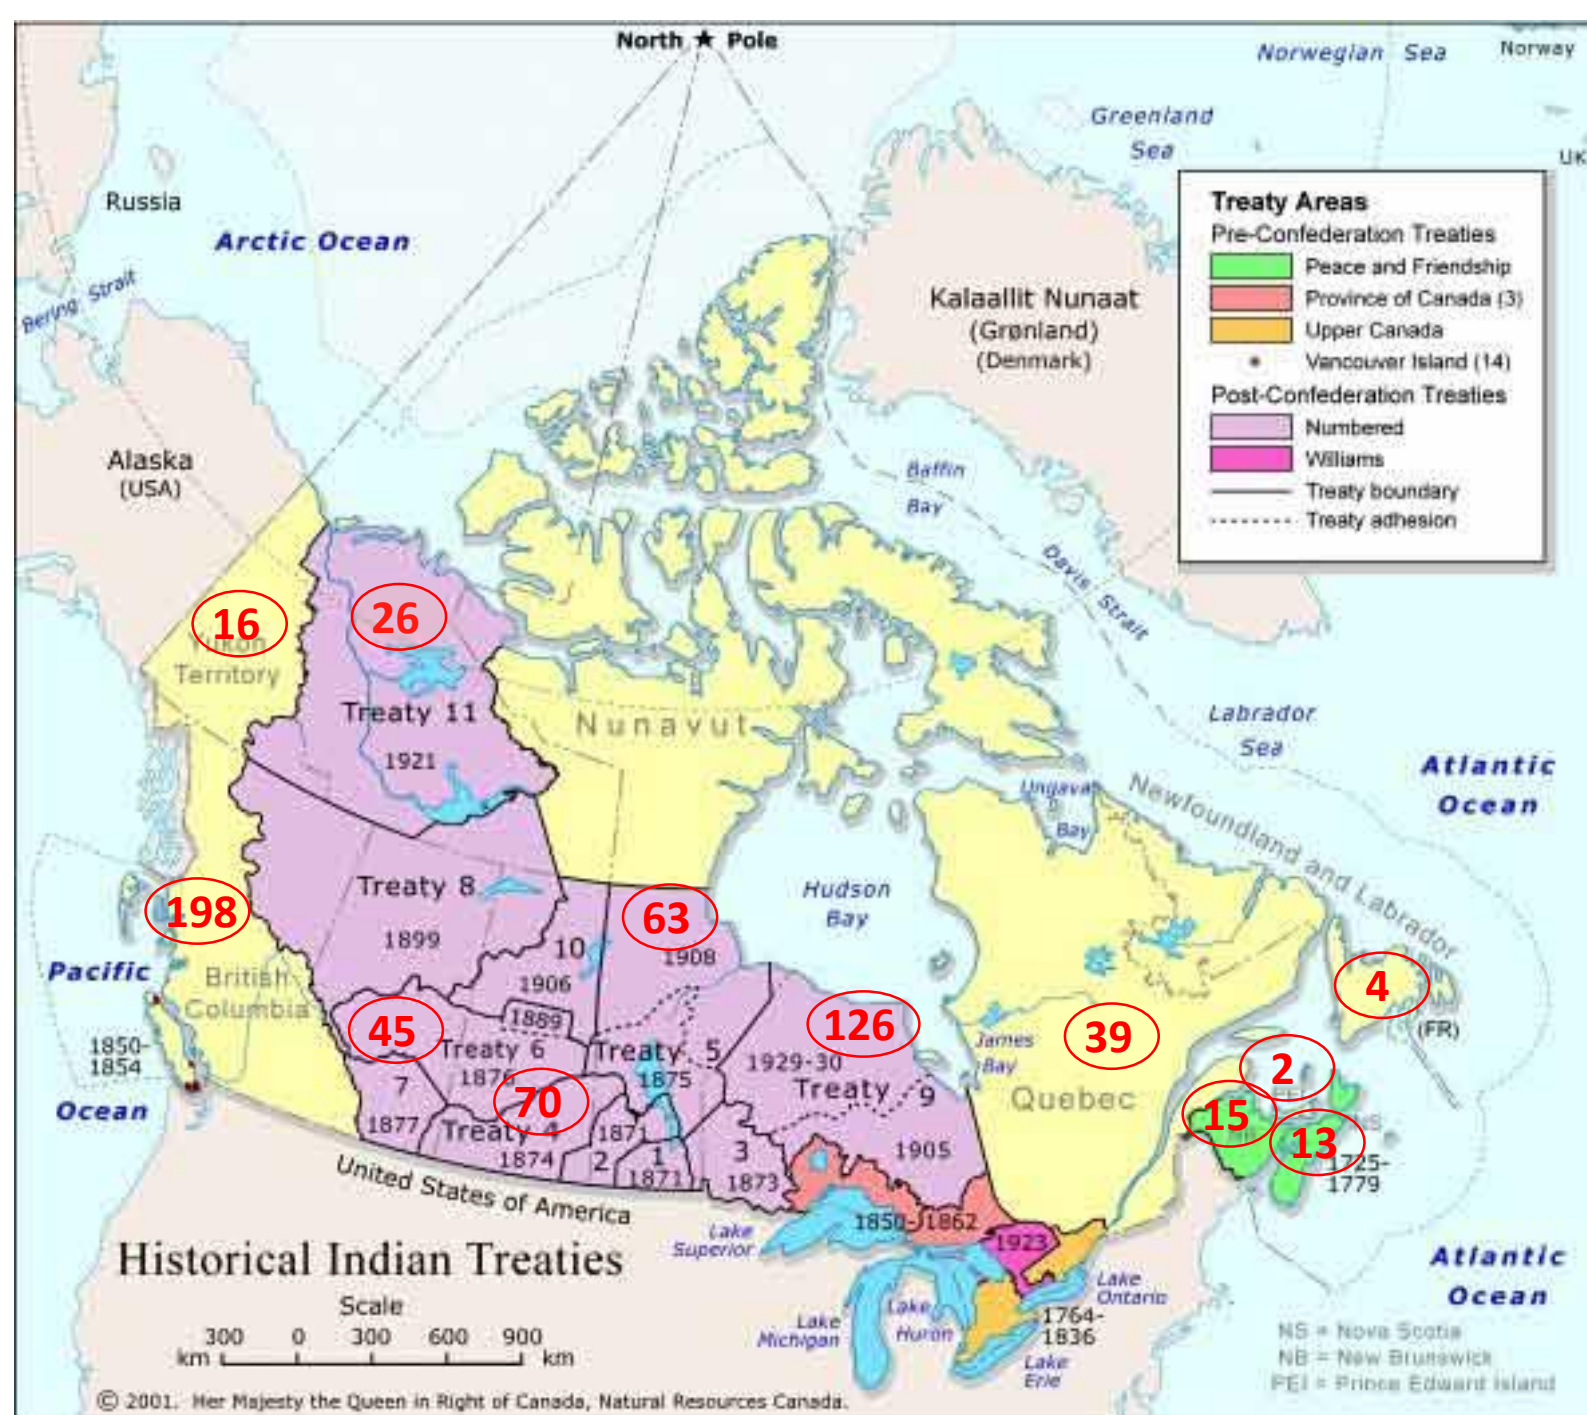 North ★ Pole
Norwegian Sea
Norway
Greenland
Sea
UK
Russia
Arctic Ocean
Bering Strait
Treaty Areas
Pre-Confederation Treaties
Peace and Friendship
Province of Canada (3)
Upper Canada
Vancouver Island (14)
Post-Confederation Treaties
Numbered
Williams
Treaty boundary
Treaty adhesion
Kalaallit Nunaat
(Grønland)
(Denmark)
Alaska
(USA)
Baffin
Bay
Davis Strait
16
Yukon
Territory
26
Treaty 11
1921
Nunavut
Labrador
Sea
Atlantic
Ocean
Ungava
Bay
Newfoundland and Labrador
Hudson
Bay
198
Treaty 8
1899
63
1908
10
1906
Pacific
Ocean
British
Columbia
1850-
1854
45
1889
Treaty 6
1876
Treaty 5
1875
126
1929-30
Treaty 9
1905
James
Bay
39
Quebec
4
(FR)
2
15
13
NS
1725-
1779
7
1877
70
Treaty 4
1874
1871
2
1
1871
3
1873
United States of America
1850-1862
1923
Lake
Superior
Lake
Michigan
Lake
Huron
Lake
Ontario
1764-
1836
Lake
Erie
Atlantic
Ocean
Historical Indian Treaties
Scale
300 0 300 600 900
km km
NS = Nova Scotia
NB = New Brunswick
PEI = Prince Edward Island
© 2001. Her Majesty the Queen in Right of Canada, Natural Resources Canada.